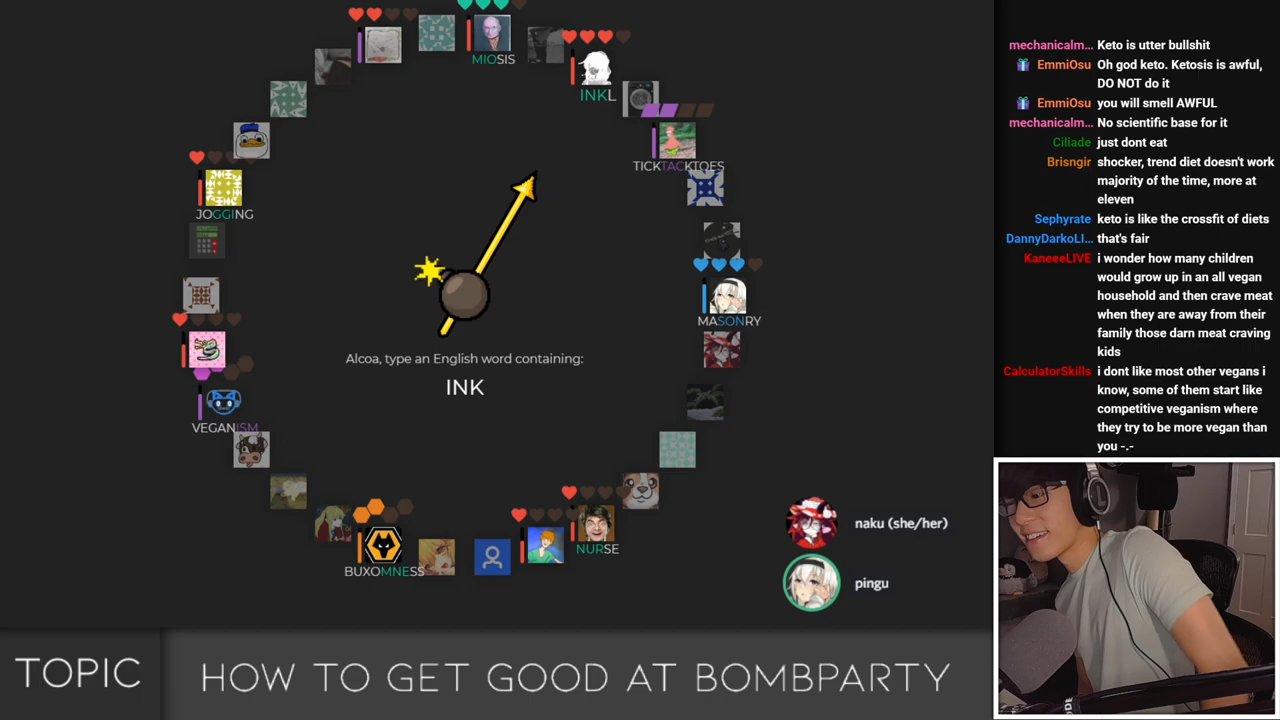 MIOSIS
INKL
TICKTACKTOES
JOGGING
MASONRY
VEGANISM
NURSE
BUXOMNESS
Alcoa, type an English word containing:
INK
naku (she/her)
pingu
TOPIC
HOW TO GET GOOD AT BOMBPARTY
mechanicalm... Keto is utter bullshit
EmmiOsu Oh god keto. Ketosis is awful,
DO NOT do it
EmmiOsu you will smell AWFUL
mechanicalm... No scientific base for it
Ciliade just dont eat
Brisngir shocker, trend diet doesn't work
majority of the time, more at
eleven
Sephyrate keto is like the crossfit of diets
DannyDarkoLI... that's fair
KaneeeLIVE i wonder how many children
would grow up in an all vegan
household and then crave meat
when they are away from their
family those darn meat craving
kids
CalculatorSkills i dont like most other vegans i
know, some of them start like
competitive veganism where
they try to be more vegan than
you -.-